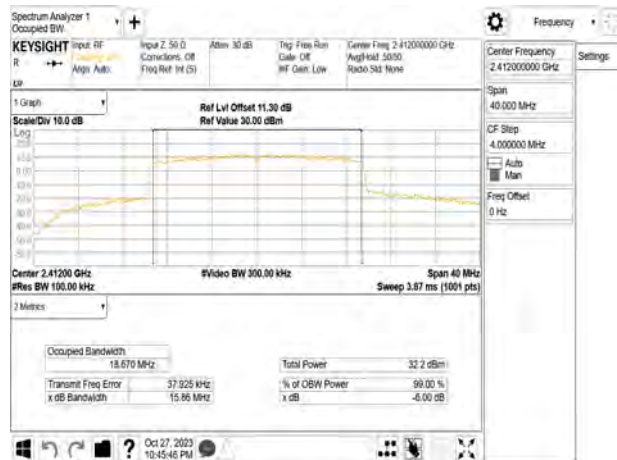 Spectrum Analyzer 1
Occupied BW
Frequency
KEYSIGHT
Input: RF
Input Z: 50 Ω
Atten: 30 dB
Trig: Free Run
Center Freq: 2.412000000 GHz
R
Corrections: Off
Gate: Off
Avg|Hold: 50/50
Align: Auto
Freq Ref: Int (S)
#IF Gain: Low
Radio Std: None
Center Frequency
2.412000000 GHz
Settings
Span
40.000 MHz
CF Step
4.000000 MHz
Auto
Man
Freq Offset
0 Hz
1 Graph
Scale/Div 10.0 dB
Ref Lvl Offset 11.30 dB
Ref Value 30.00 dBm
Log
Center 2.41200 GHz
#Video BW 300.00 kHz
Span 40 MHz
#Res BW 100.00 kHz
Sweep 3.87 ms (1001 pts)
2 Metrics
Occupied Bandwidth
18.670 MHz
Total Power
32.2 dBm
Transmit Freq Error
37.925 kHz
% of OBW Power
99.00 %
x dB Bandwidth
15.86 MHz
x dB
-6.00 dB
?
Oct 27, 2023
10:45:46 PM